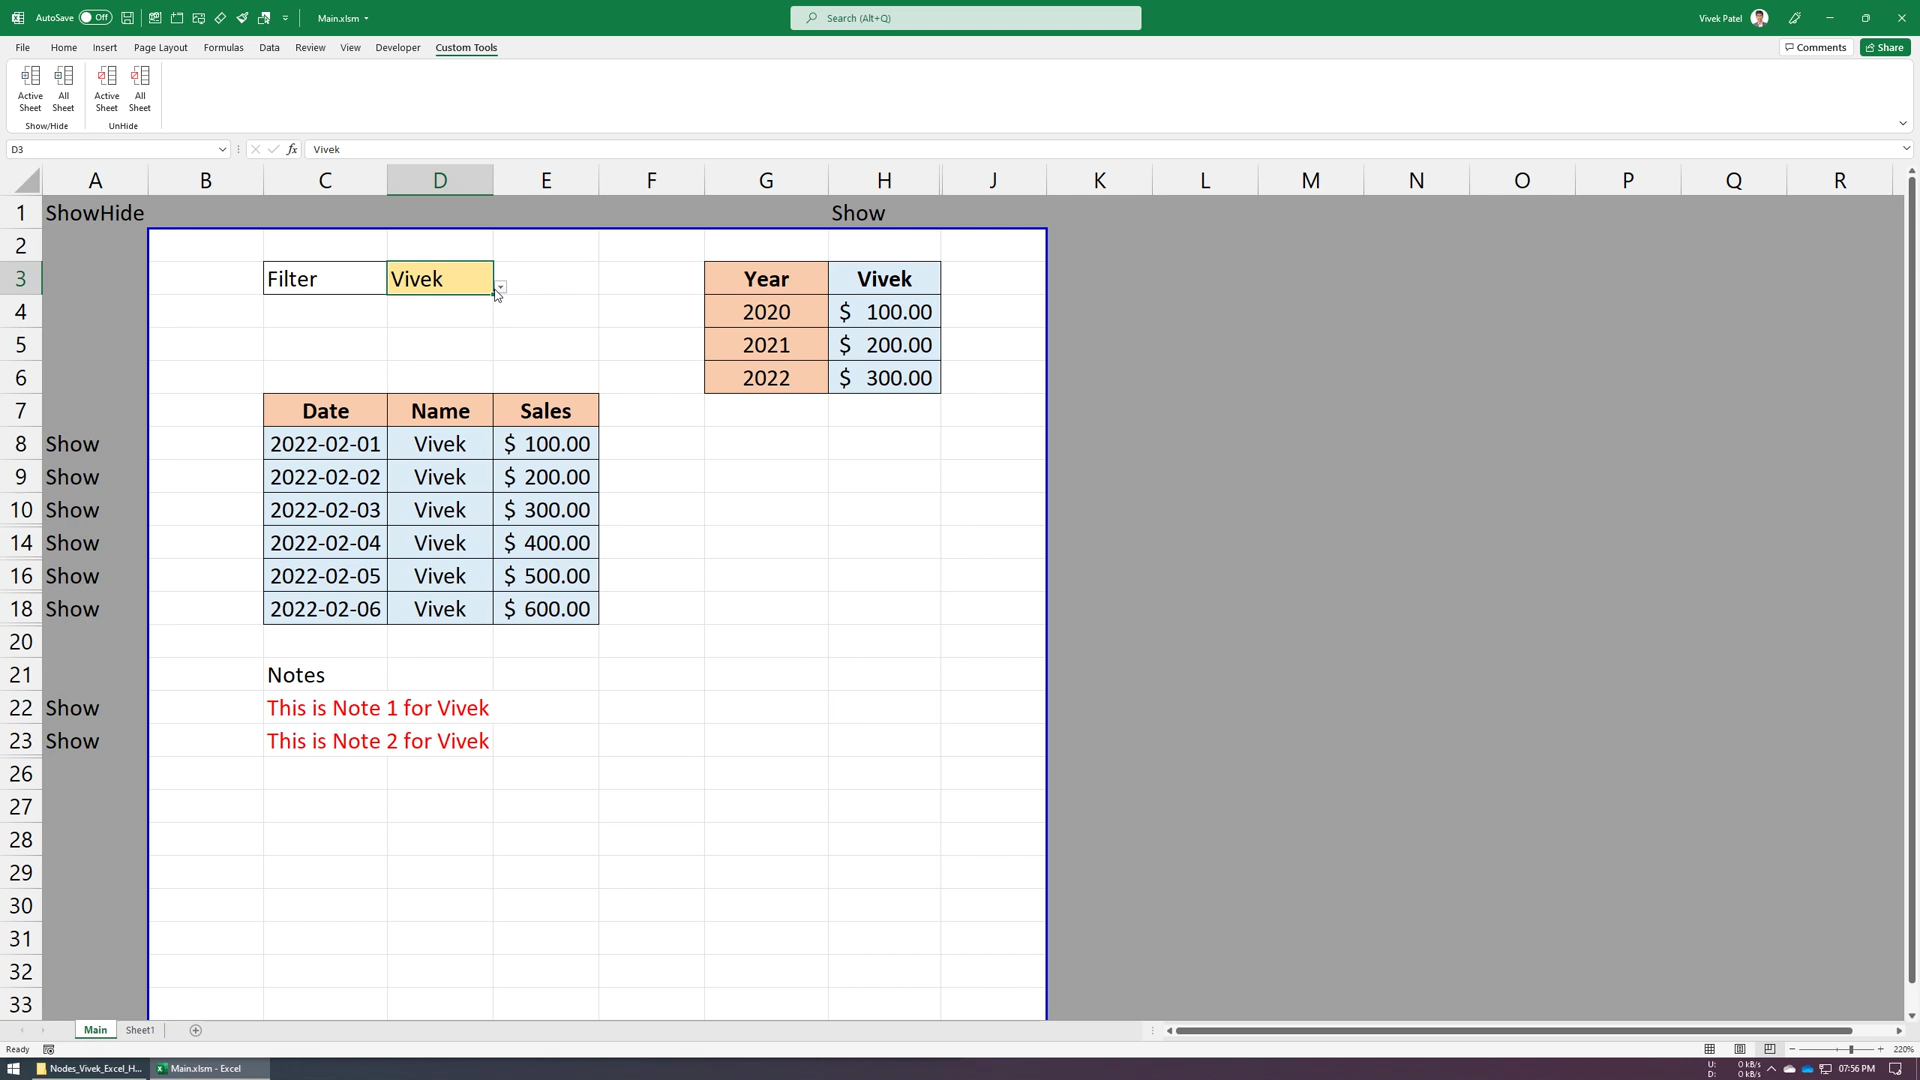 AutoSave Off Main.xlsm Search (Alt+Q) Vivek Patel
File Home Insert Page Layout Formulas Data Review View Developer Custom Tools Comments Share
Active Sheet All Sheet Active Sheet All Sheet
Show/Hide UnHide
D3 fx Vivek
A B C D E F G H J K L M N O P Q R
1 ShowHide Show
2
3 Filter Vivek Year Vivek
4 2020 $ 100.00
5 2021 $ 200.00
6 2022 $ 300.00
7 Date Name Sales
8 Show 2022-02-01 Vivek $ 100.00
9 Show 2022-02-02 Vivek $ 200.00
10 Show 2022-02-03 Vivek $ 300.00
14 Show 2022-02-04 Vivek $ 400.00
16 Show 2022-02-05 Vivek $ 500.00
18 Show 2022-02-06 Vivek $ 600.00
20
21 Notes
22 Show This is Note 1 for Vivek
23 Show This is Note 2 for Vivek
26
27
28
29
30
31
32
33
Main Sheet1
Ready 220%
Nodes_Vivek_Excel_H... Main.xlsm - Excel U: 0 kB/s D: 0 kB/s 07:56 PM